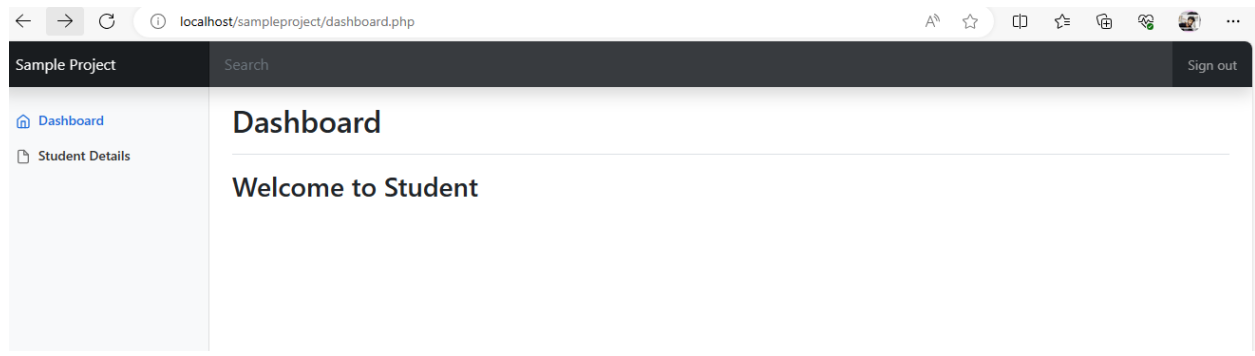 localhost/sampleproject/dashboard.php
Sample Project Search Sign out
Dashboard
Student Details
Dashboard
Welcome to Student